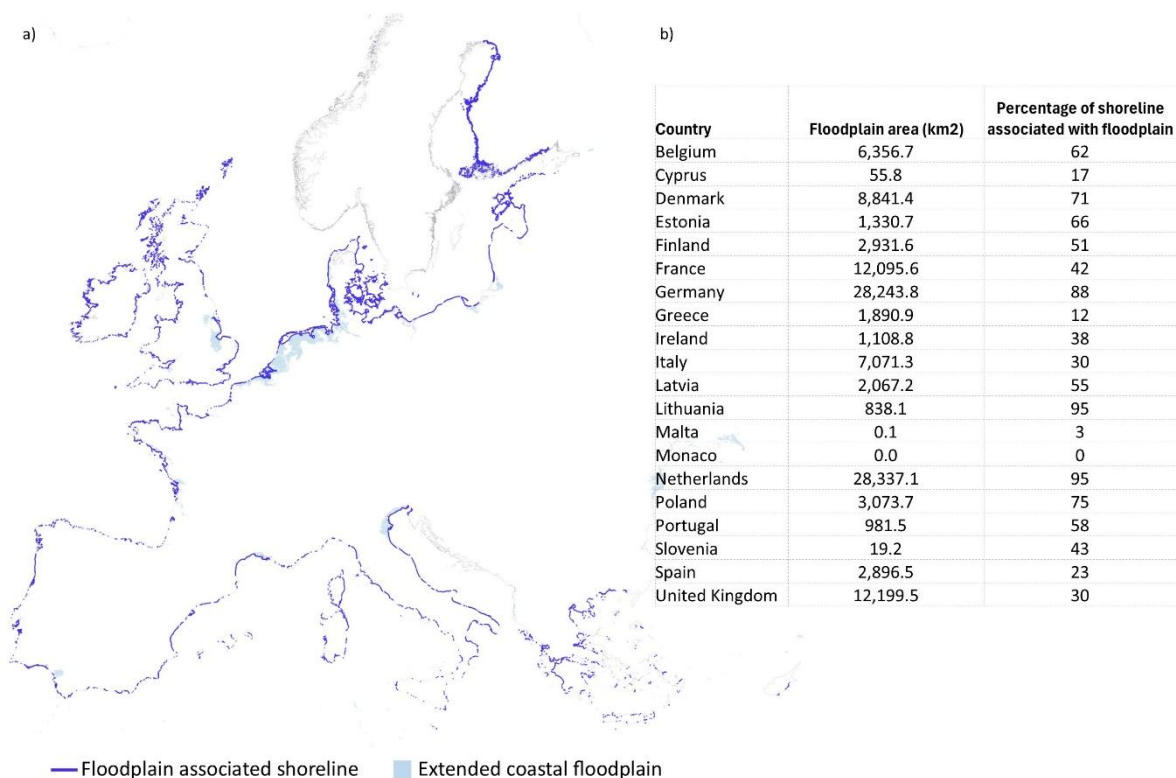 a)
b)
Country Floodplain area (km2) Percentage of shoreline associated with floodplain
Belgium 6,356.7 62
Cyprus 55.8 17
Denmark 8,841.4 71
Estonia 1,330.7 66
Finland 2,931.6 51
France 12,095.6 42
Germany 28,243.8 88
Greece 1,890.9 12
Ireland 1,108.8 38
Italy 7,071.3 30
Latvia 2,067.2 55
Lithuania 838.1 95
Malta 0.1 3
Monaco 0.0 0
Netherlands 28,337.1 95
Poland 3,073.7 75
Portugal 981.5 58
Slovenia 19.2 43
Spain 2,896.5 23
United Kingdom 12,199.5 30
Floodplain associated shoreline
Extended coastal floodplain